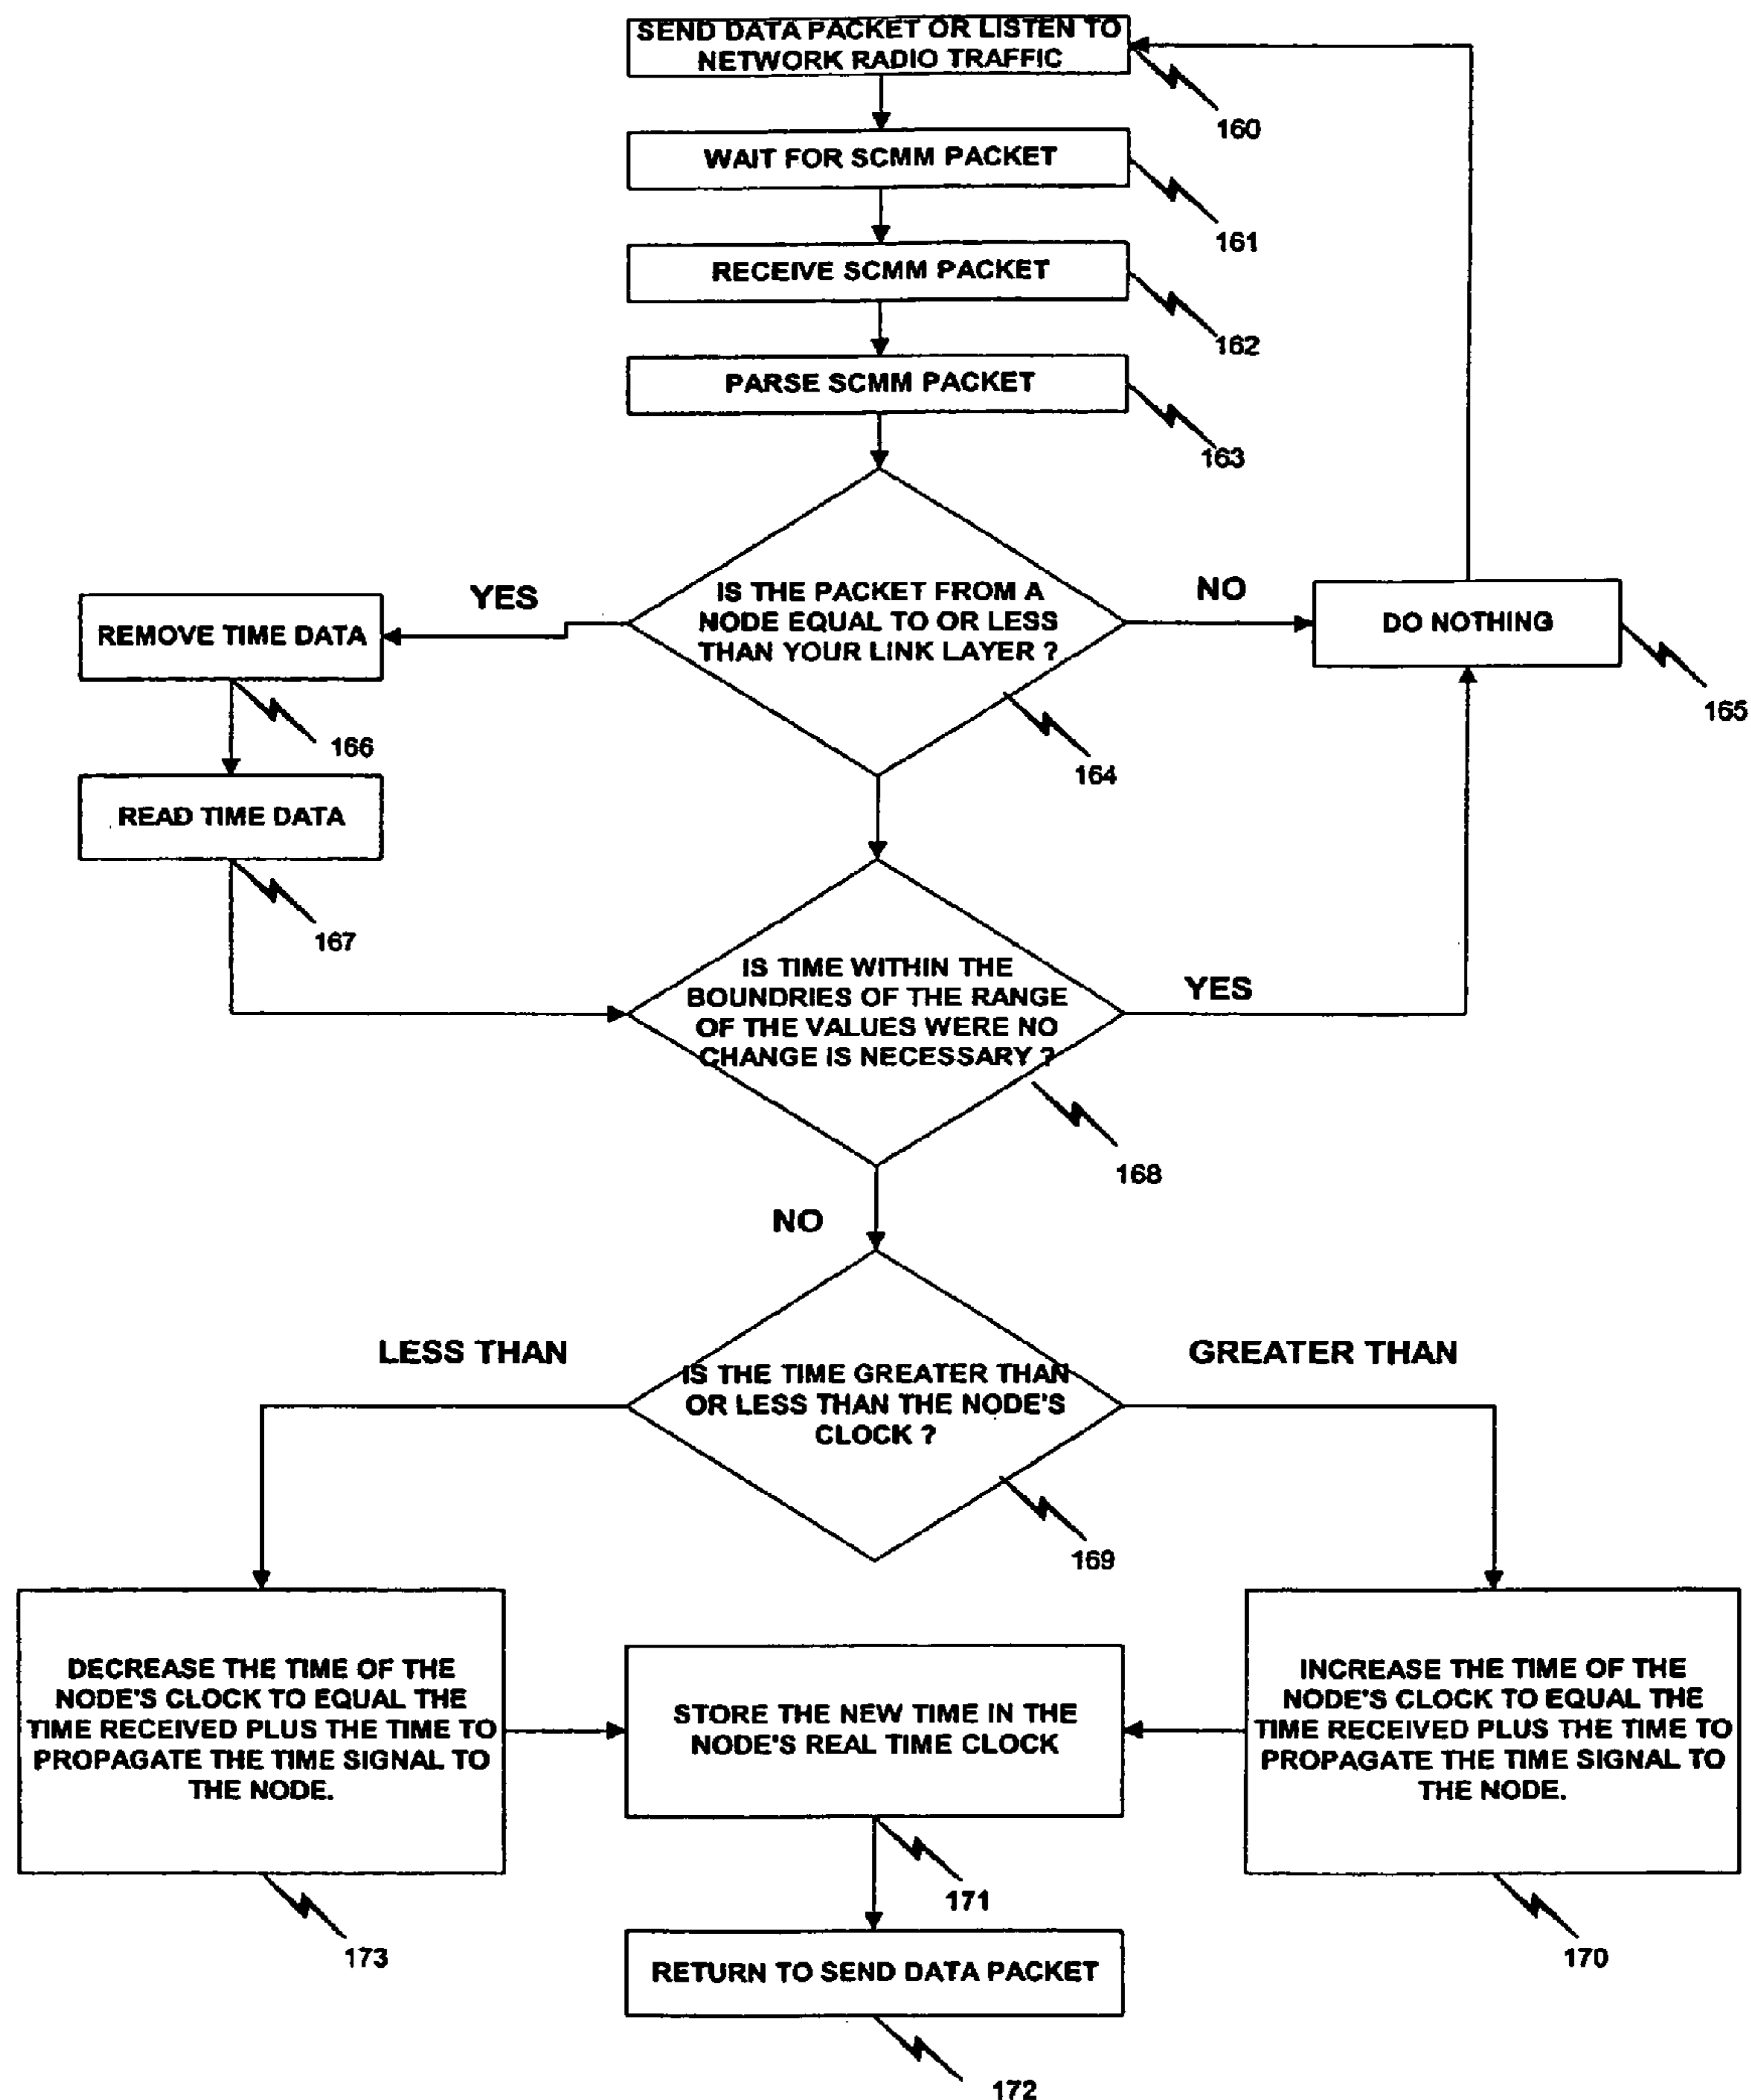 SEND DATA PACKET OR LISTEN TO
NETWORK RADIO TRAFFIC
160
WAIT FOR SCMM PACKET
161
RECEIVE SCMM PACKET
162
PARSE SCMM PACKET
163
IS THE PACKET FROM A
NODE EQUAL TO OR LESS
THAN YOUR LINK LAYER ?
164
YES
NO
DO NOTHING
165
REMOVE TIME DATA
166
READ TIME DATA
167
IS TIME WITHIN THE
BOUNDRIES OF THE RANGE
OF THE VALUES WERE NO
CHANGE IS NECESSARY ?
168
YES
NO
IS THE TIME GREATER THAN
OR LESS THAN THE NODE'S
CLOCK ?
169
LESS THAN
GREATER THAN
DECREASE THE TIME OF THE
NODE'S CLOCK TO EQUAL THE
TIME RECEIVED PLUS THE TIME TO
PROPAGATE THE TIME SIGNAL TO
THE NODE.
173
STORE THE NEW TIME IN THE
NODE'S REAL TIME CLOCK
171
INCREASE THE TIME OF THE
NODE'S CLOCK TO EQUAL THE
TIME RECEIVED PLUS THE TIME TO
PROPAGATE THE TIME SIGNAL TO
THE NODE.
170
RETURN TO SEND DATA PACKET
172